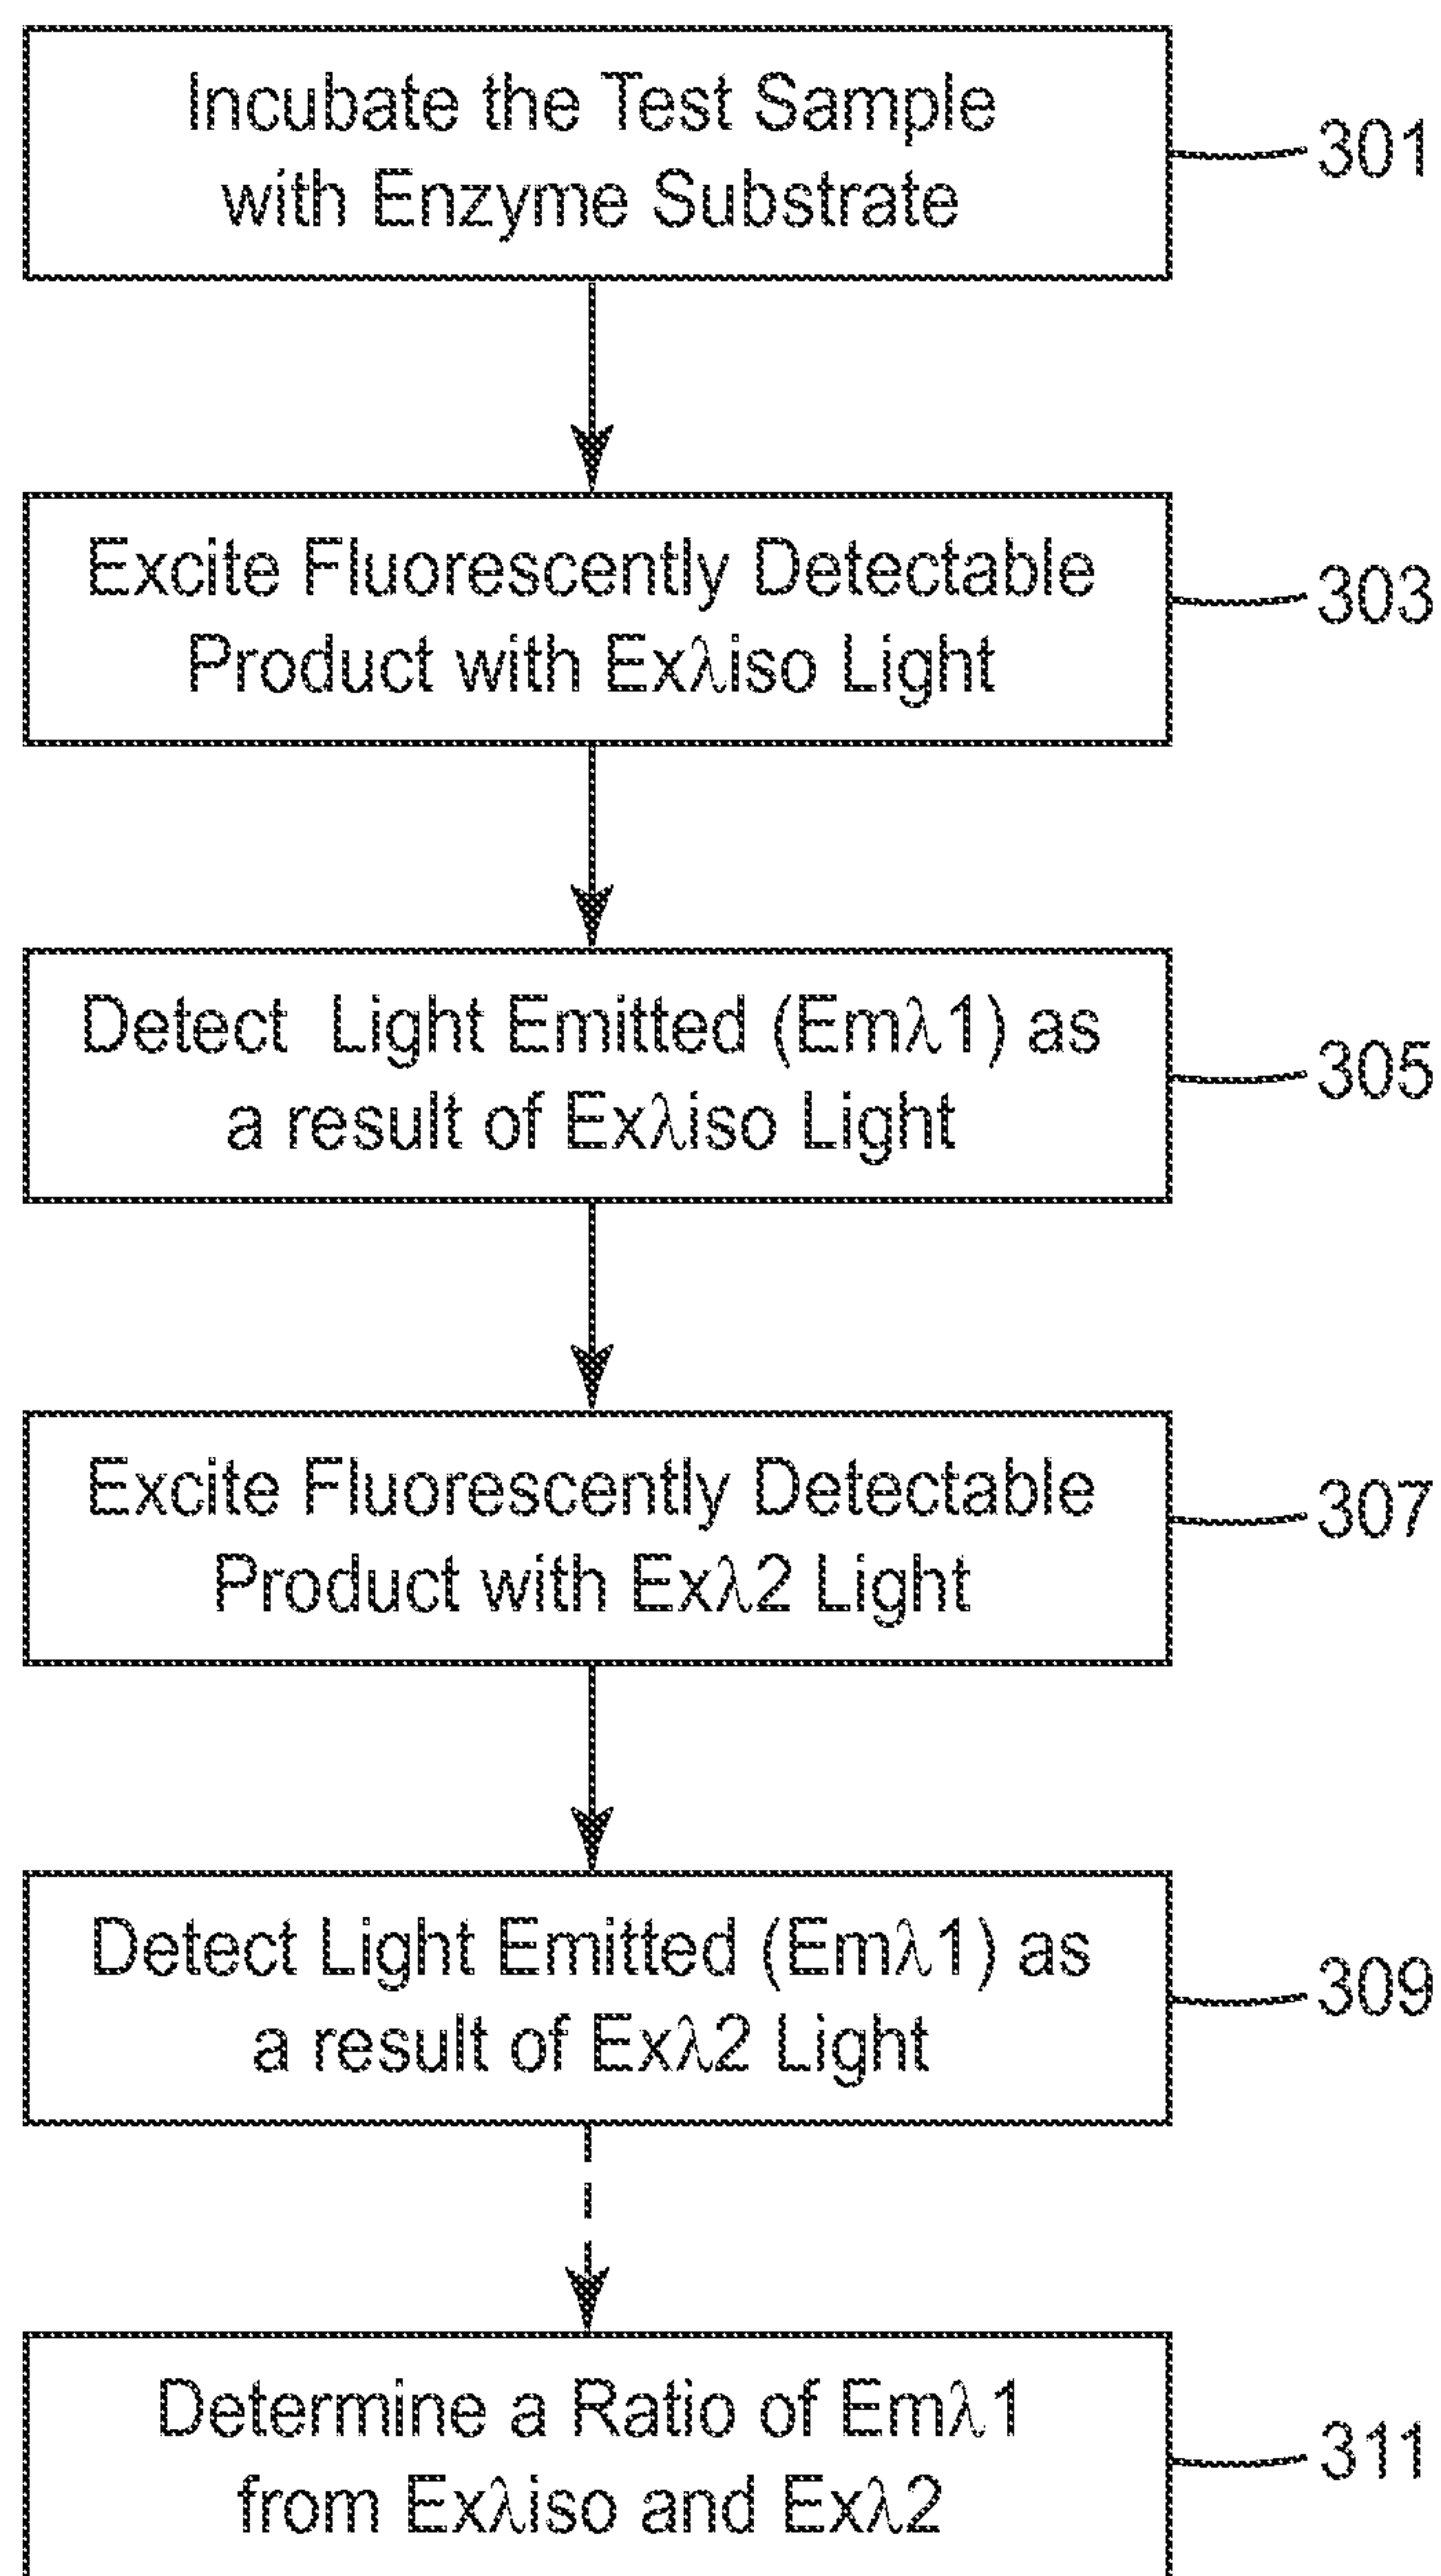 Incubate the Test Sample
with Enzyme Substrate
301
Excite Fluorescently Detectable
Product with Exλiso Light
303
Detect Light Emitted (Emλ1) as
a result of Exλiso Light
305
Excite Fluorescently Detectable
Product with Exλ2 Light
307
Detect Light Emitted (Emλ1) as
a result of Exλ2 Light
309
Determine a Ratio of Emλ1
from Exλiso and Exλ2
311